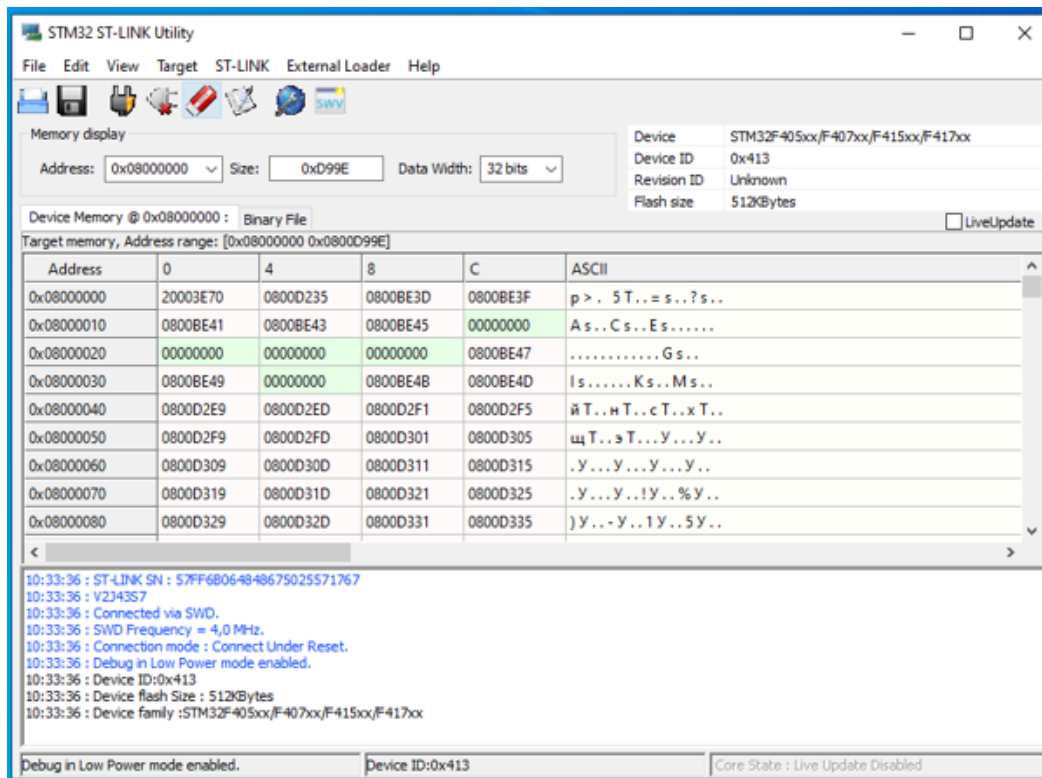 STM32 ST-LINK Utility
File Edit View Target ST-LINK External Loader Help
SWV
Memory display
Address: 0x08000000 Size: 0xD99E Data Width: 32 bits
Device STM32F405xx/F407xx/F415xx/F417xx
Device ID 0x413
Revision ID Unknown
Flash size 512KBytes
LiveUpdate
Device Memory @ 0x08000000 : Binary File
Target memory, Address range: [0x08000000 0x0800D99E]
Address 0 4 8 C ASCII
0x08000000 20003E70 0800D235 0800BE3D 0800BE3F p>. 5T..=s..?s..
0x08000010 0800BE41 0800BE43 0800BE45 00000000 As..Cs..Es......
0x08000020 00000000 00000000 00000000 0800BE47 ............Gs..
0x08000030 0800BE49 00000000 0800BE4B 0800BE4D Is......Ks..Ms..
0x08000040 0800D2E9 0800D2ED 0800D2F1 0800D2F5 йТ..нТ..сТ..хТ..
0x08000050 0800D2F9 0800D2FD 0800D301 0800D305 щТ..эТ...У...У..
0x08000060 0800D309 0800D30D 0800D311 0800D315 .У...У...У...У..
0x08000070 0800D319 0800D31D 0800D321 0800D325 .У...У..!У..%У..
0x08000080 0800D329 0800D32D 0800D331 0800D335 )У..-У..1У..5У..
10:33:36 : ST-LINK SN : 57FF6B064848675025571767
10:33:36 : V2J43S7
10:33:36 : Connected via SWD.
10:33:36 : SWD Frequency = 4,0 MHz.
10:33:36 : Connection mode : Connect Under Reset.
10:33:36 : Debug in Low Power mode enabled.
10:33:36 : Device ID:0x413
10:33:36 : Device flash Size : 512KBytes
10:33:36 : Device family :STM32F405xx/F407xx/F415xx/F417xx
Debug in Low Power mode enabled. Device ID:0x413 Core State : Live Update Disabled